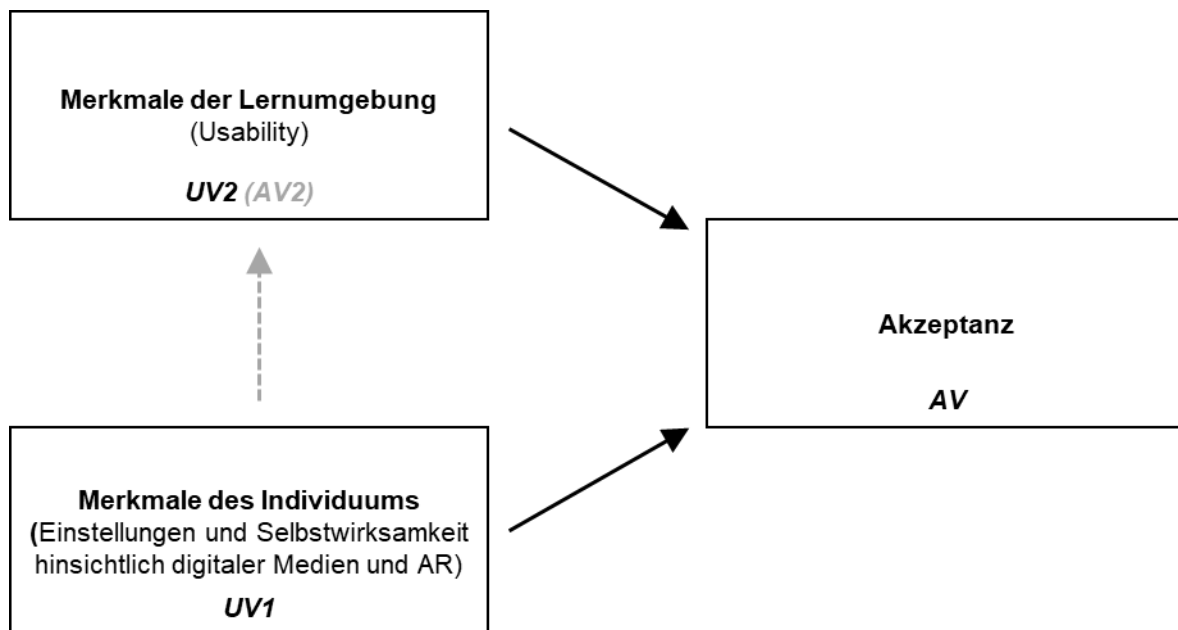 Merkmale der Lernumgebung
(Usability)
UV2 (AV2)
Akzeptanz
AV
Merkmale des Individuums
(Einstellungen und Selbstwirksamkeit
hinsichtlich digitaler Medien und AR)
UV1